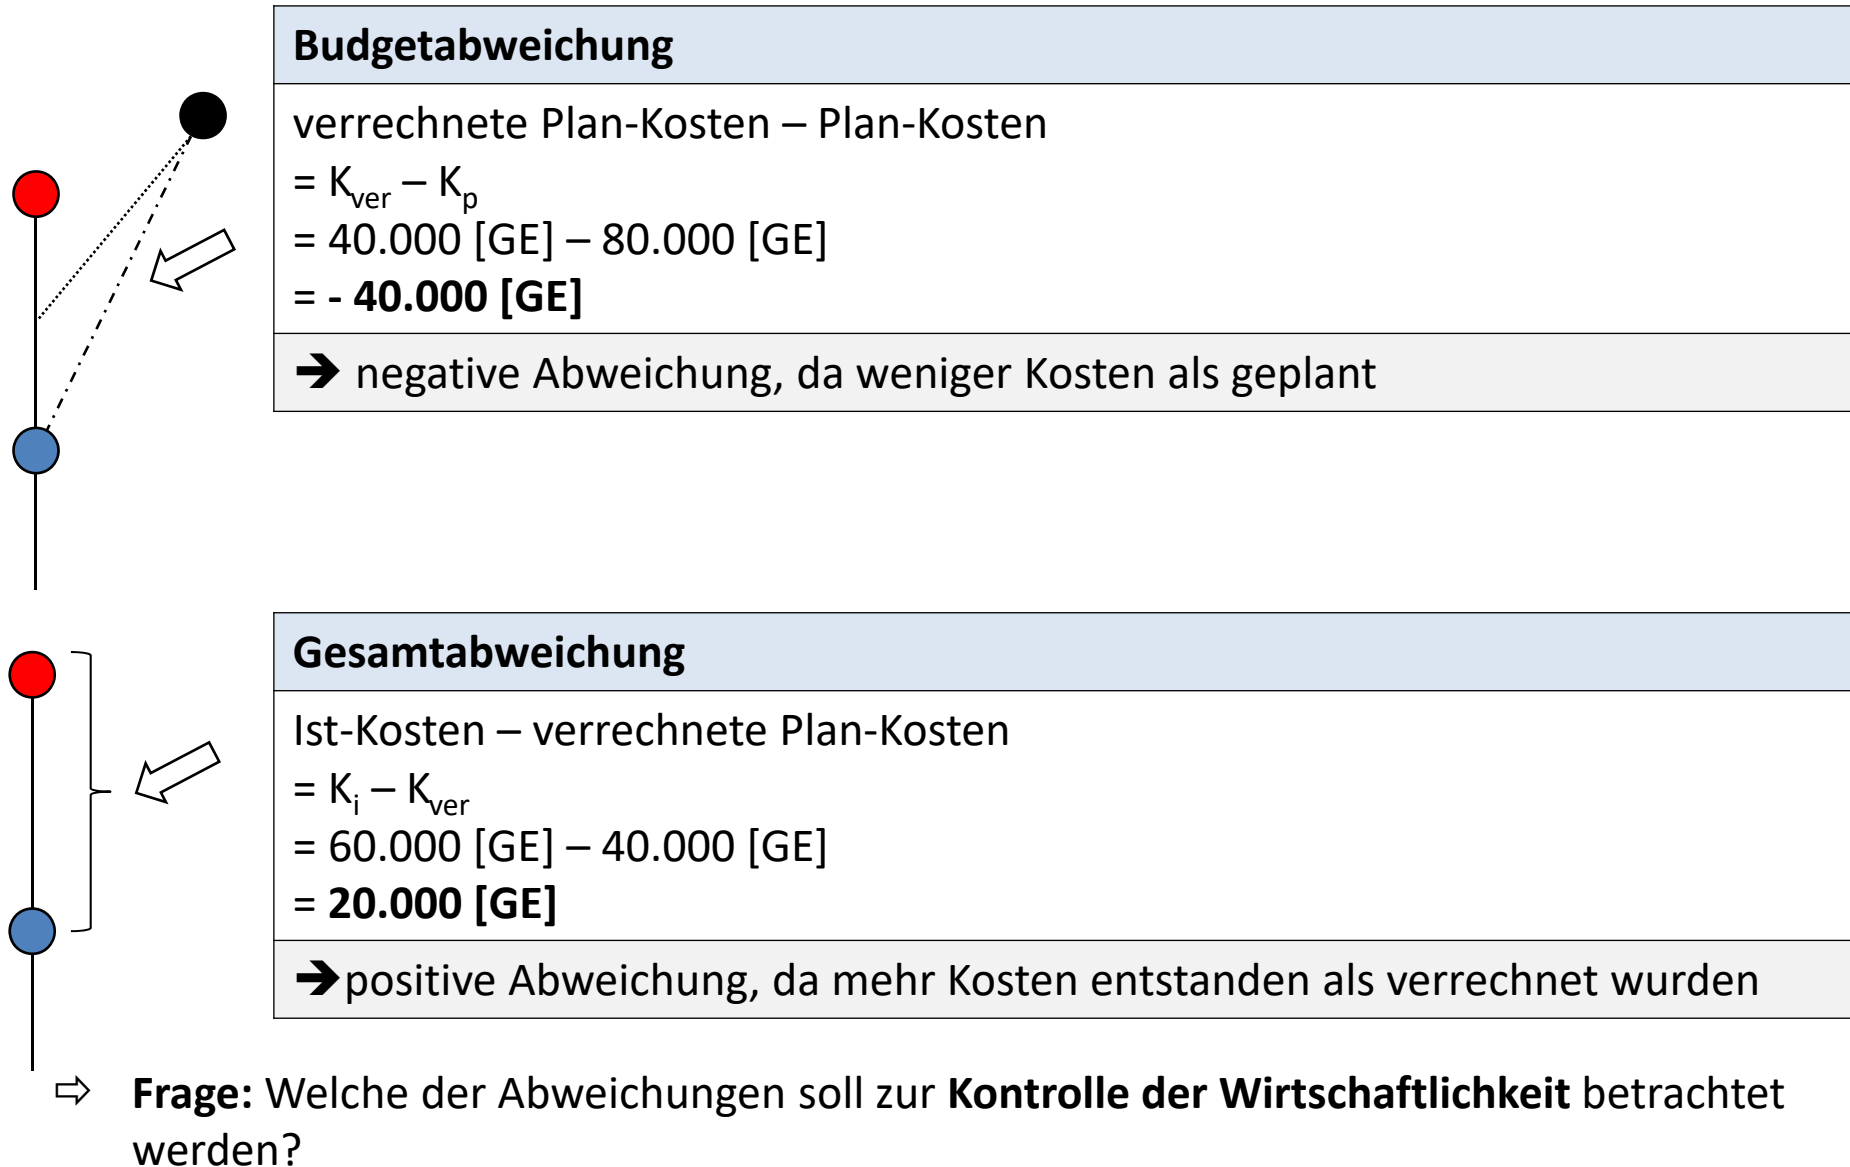 Budgetabweichung
verrechnete Plan-Kosten – Plan-Kosten
= Kver – Kp
= 40.000 [GE] – 80.000 [GE]
= - 40.000 [GE]
➔ negative Abweichung, da weniger Kosten als geplant
Gesamtabweichung
Ist-Kosten – verrechnete Plan-Kosten
= Ki – Kver
= 60.000 [GE] – 40.000 [GE]
= 20.000 [GE]
➔ positive Abweichung, da mehr Kosten entstanden als verrechnet wurden
⇨ Frage: Welche der Abweichungen soll zur Kontrolle der Wirtschaftlichkeit betrachtet
werden?